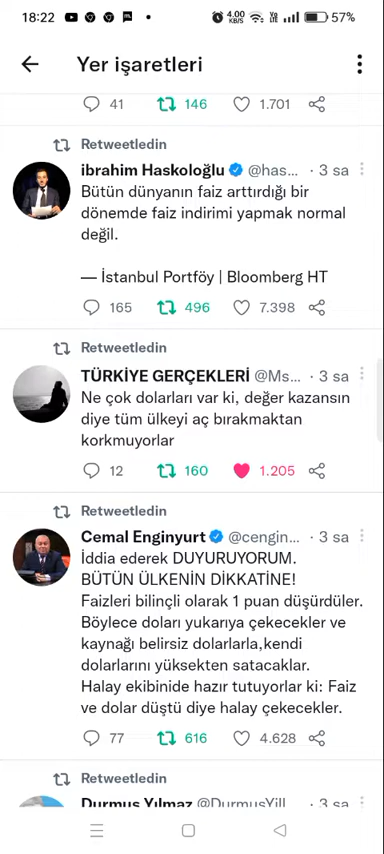 18:22
4.00 KB/S
57%
Yer işaretleri
41 146 1.701
Retweetledin
ibrahim Haskoloğlu @has... · 3 sa
Bütün dünyanın faiz arttırdığı bir
dönemde faiz indirimi yapmak normal
değil.
— İstanbul Portföy | Bloomberg HT
165 496 7.398
Retweetledin
TÜRKİYE GERÇEKLERİ @Ms... · 3 sa
Ne çok dolarları var ki, değer kazansın
diye tüm ülkeyi aç bırakmaktan
korkmuyorlar
12 160 1.205
Retweetledin
Cemal Enginyurt @cengin... · 3 sa
İddia ederek DUYURUYORUM.
BÜTÜN ÜLKENİN DİKKATİNE!
Faizleri bilinçli olarak 1 puan düşürdüler.
Böylece doları yukarıya çekecekler ve
kaynağı belirsiz dolarlarla,kendi
dolarlarını yüksekten satacaklar.
Halay ekibinide hazır tutuyorlar ki: Faiz
ve dolar düştü diye halay çekecekler.
77 616 4.628
Retweetledin
Durmuş Yılmaz @DurmusYill... · 3 sa